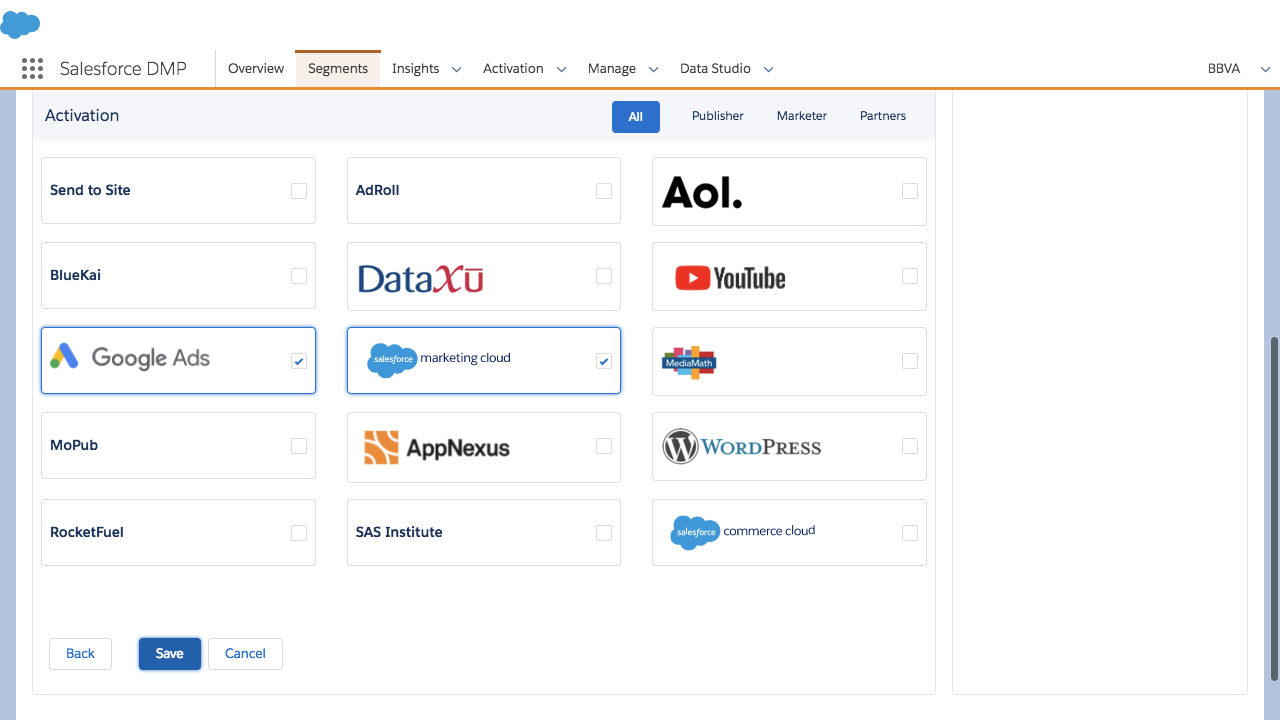 Salesforce DMP
Overview
Segments
Insights
Activation
Manage
Data Studio
BBVA
Activation
All
Publisher
Marketer
Partners
Send to Site
AdRoll
Aol.
BlueKai
DataXū
YouTube
Google Ads
salesforce marketing cloud
MediaMath
MoPub
AppNexus
WORDPRESS
RocketFuel
SAS Institute
salesforce commerce cloud
Back
Save
Cancel